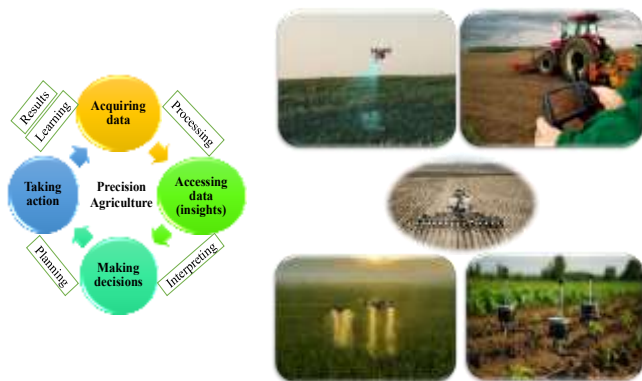 Results
Learning
Acquiring
data
Processing
Taking
action
Precision
Agriculture
Accessing
data
(insights)
Planning
Making
decisions
Interpreting